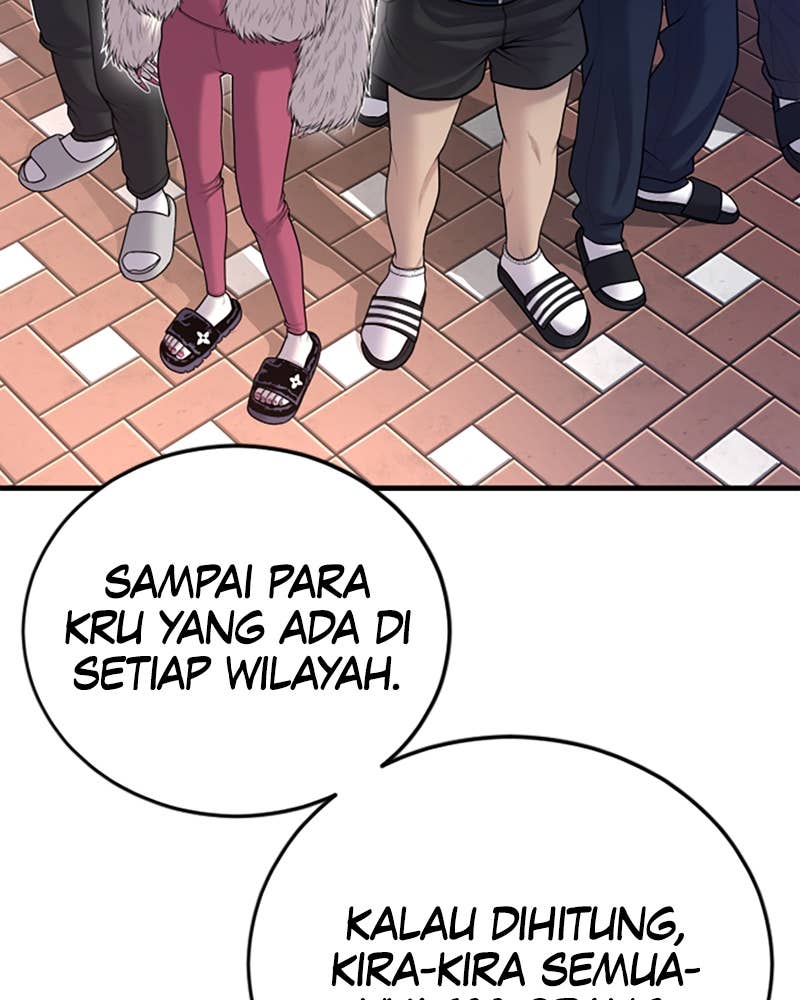 SAMPAI PARA
KRU YANG ADA DI
SETIAP WILAYAH.
KALAU DIHITUNG,
KIRA-KIRA SEMUA-